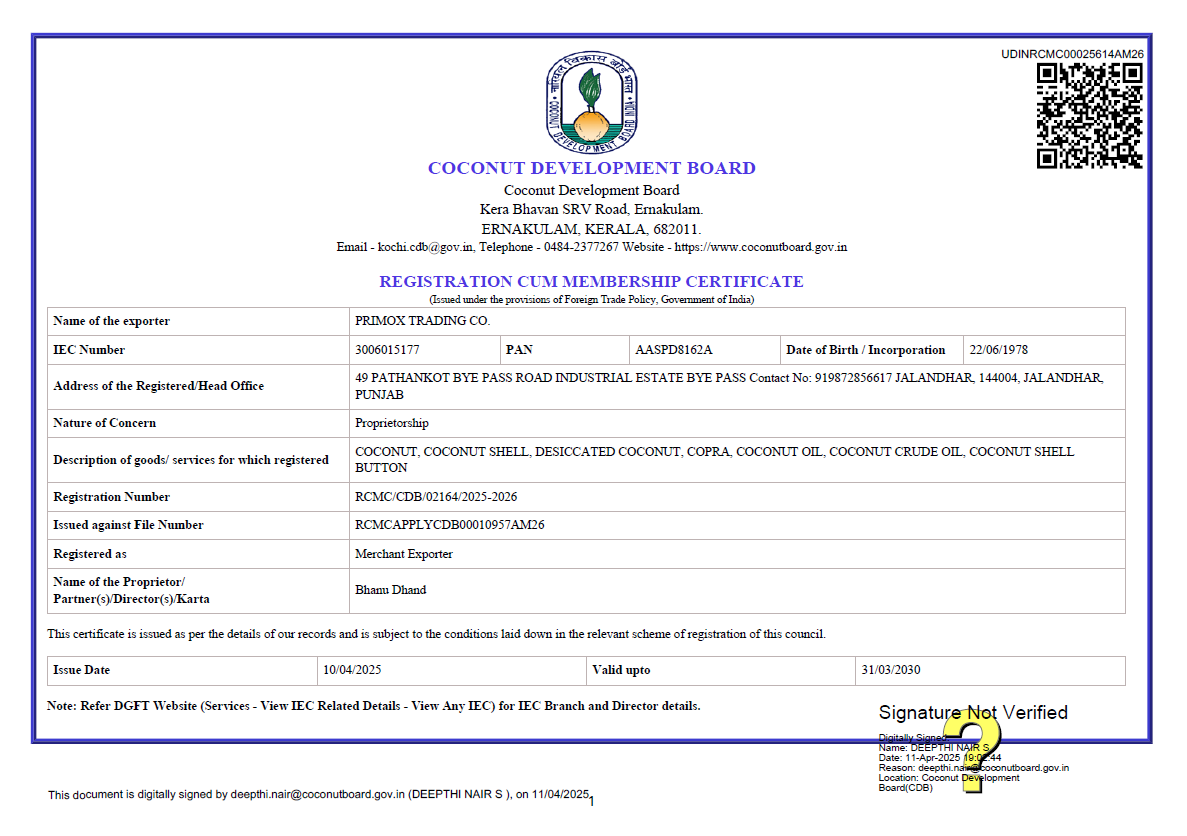 UDINRCMC00025614AM26
नारियल विकास बोर्ड भारत
COCONUT DEVELOPMENT BOARD INDIA
COCONUT DEVELOPMENT BOARD
Coconut Development Board
Kera Bhavan SRV Road, Ernakulam.
ERNAKULAM, KERALA, 682011.
Email - kochi.cdb@gov.in, Telephone - 0484-2377267 Website - https://www.coconutboard.gov.in
REGISTRATION CUM MEMBERSHIP CERTIFICATE
(Issued under the provisions of Foreign Trade Policy, Government of India)
Name of the exporter PRIMOX TRADING CO.
IEC Number 3006015177 PAN AASPD8162A Date of Birth / Incorporation 22/06/1978
Address of the Registered/Head Office 49 PATHANKOT BYE PASS ROAD INDUSTRIAL ESTATE BYE PASS Contact No: 919872856617 JALANDHAR, 144004, JALANDHAR,
PUNJAB
Nature of Concern Proprietorship
Description of goods/ services for which registered COCONUT, COCONUT SHELL, DESICCATED COCONUT, COPRA, COCONUT OIL, COCONUT CRUDE OIL, COCONUT SHELL
BUTTON
Registration Number RCMC/CDB/02164/2025-2026
Issued against File Number RCMCAPPLYCDB00010957AM26
Registered as Merchant Exporter
Name of the Proprietor/
Partner(s)/Director(s)/Karta Bhanu Dhand
This certificate is issued as per the details of our records and is subject to the conditions laid down in the relevant scheme of registration of this council.
Issue Date 10/04/2025 Valid upto 31/03/2030
Note: Refer DGFT Website (Services - View IEC Related Details - View Any IEC) for IEC Branch and Director details.
Signature Not Verified
Digitally Signed.
Name: DEEPTHI NAIR S
Date: 11-Apr-2025 19:02:44
Reason: deepthi.nair@coconutboard.gov.in
Location: Coconut Development
Board(CDB)
This document is digitally signed by deepthi.nair@coconutboard.gov.in (DEEPTHI NAIR S ), on 11/04/2025.
1